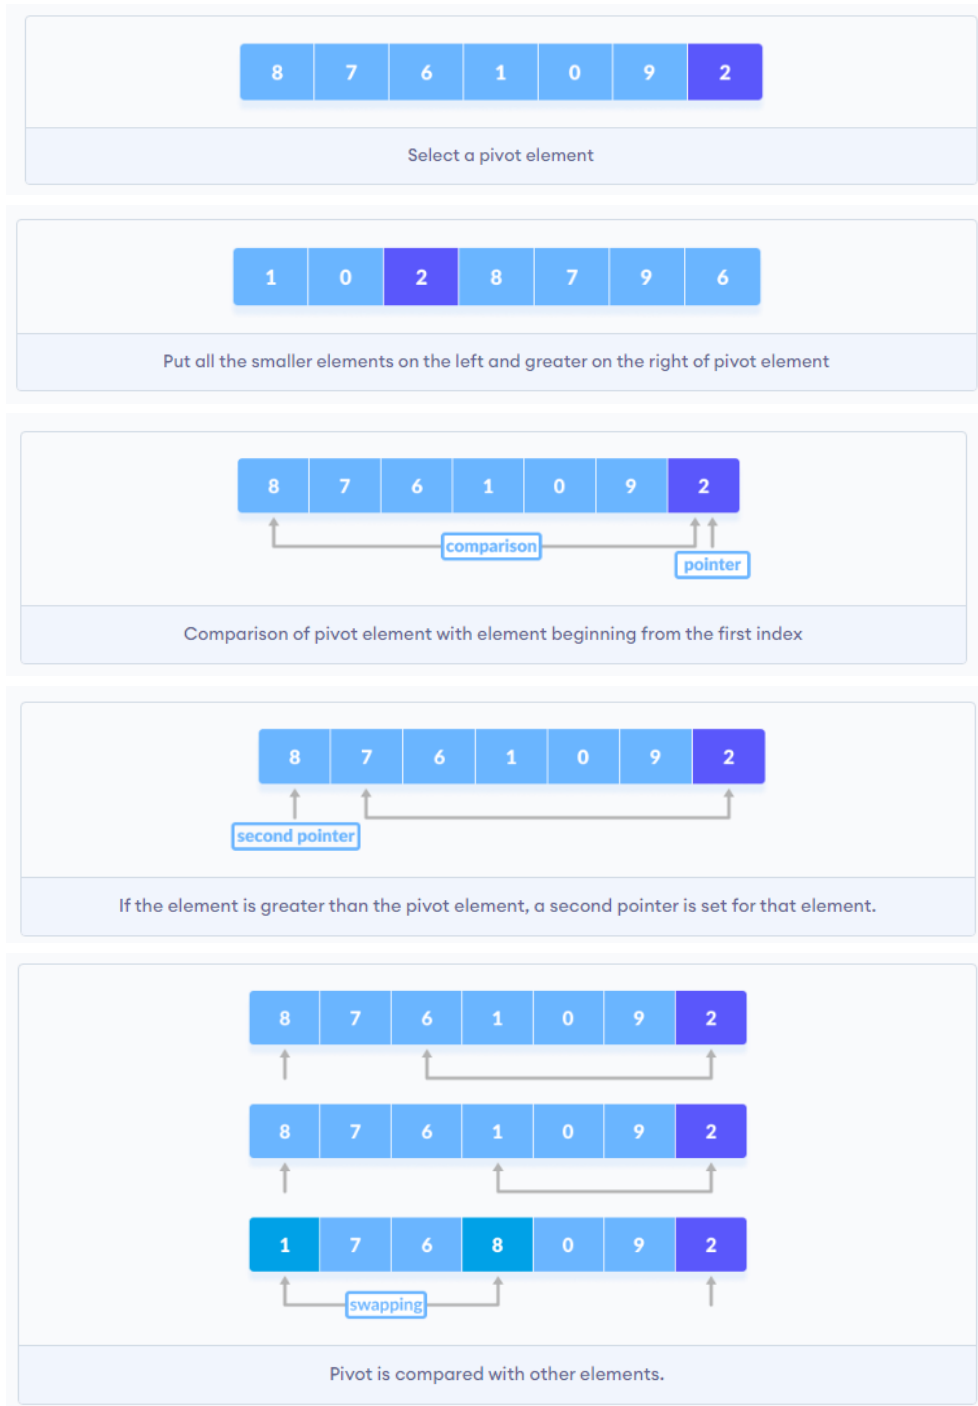 8 7 6 1 0 9 2
Select a pivot element
1 0 2 8 7 9 6
Put all the smaller elements on the left and greater on the right of pivot element
8 7 6 1 0 9 2
comparison
pointer
Comparison of pivot element with element beginning from the first index
8 7 6 1 0 9 2
second pointer
If the element is greater than the pivot element, a second pointer is set for that element.
8 7 6 1 0 9 2
8 7 6 1 0 9 2
1 7 6 8 0 9 2
swapping
Pivot is compared with other elements.